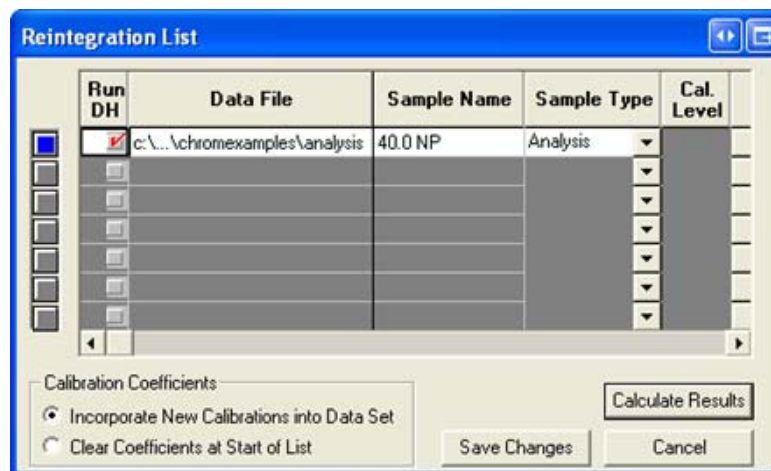 Reintegration List
Run DH Data File Sample Name Sample Type Cal. Level
c:\...\chromexamples\analysis 40.0 NP Analysis
Calibration Coefficients
Incorporate New Calibrations into Data Set
Clear Coefficients at Start of List
Calculate Results
Save Changes Cancel